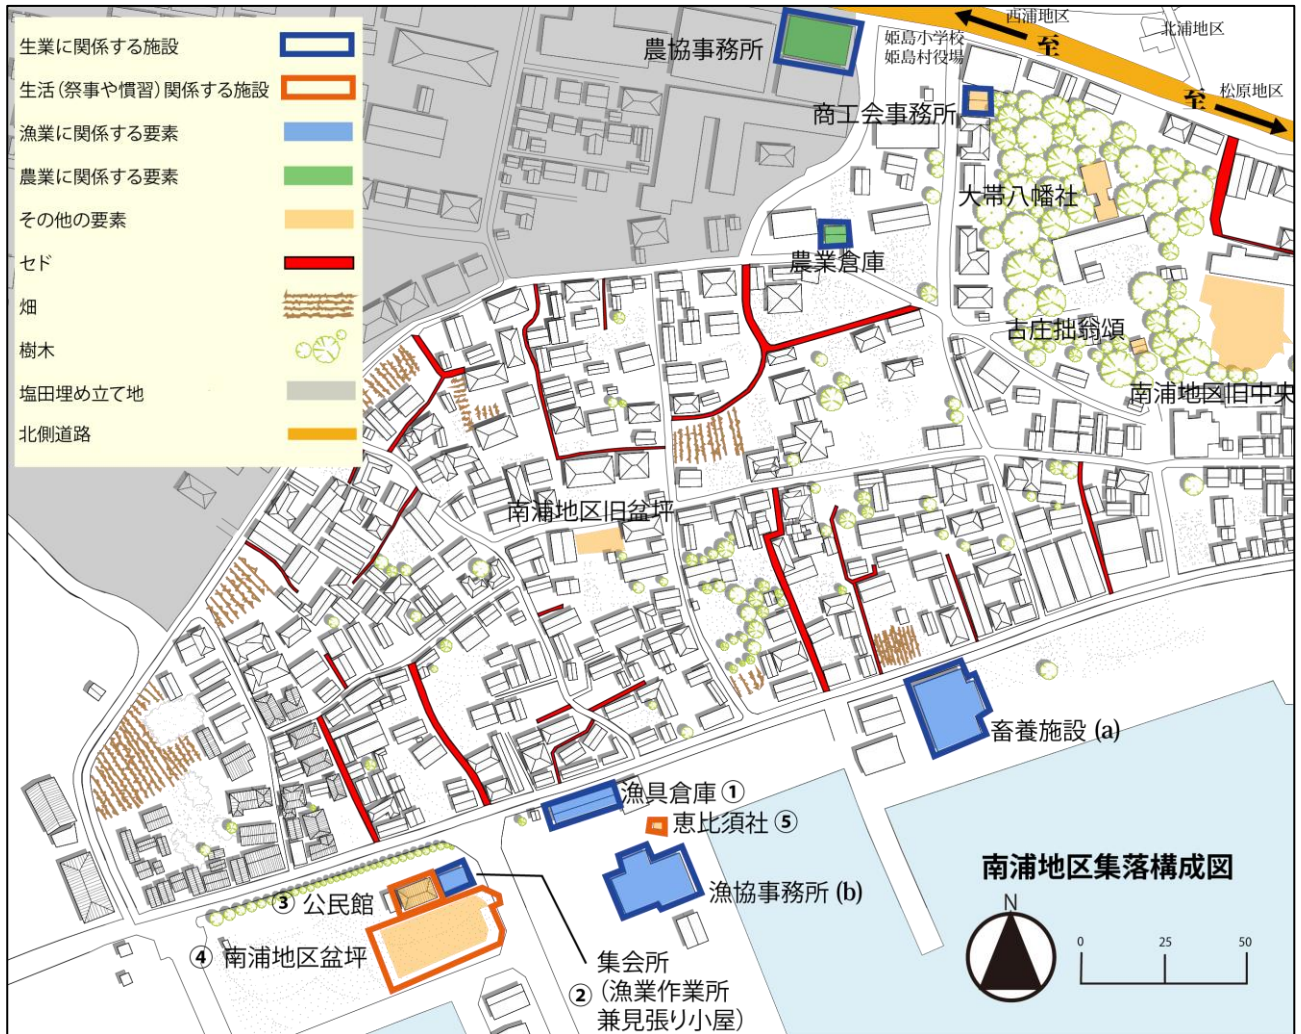 生業に関係する施設
生活(祭事や慣習)関係する施設
漁業に関係する要素
農業に関係する要素
その他の要素
セド
畑
樹木
塩田埋め立て地
北側道路
西浦地区
至
北浦地区
姫島小学校
姫島村役場
至
松原地区
農協事務所
商工会事務所
大帯八幡社
農業倉庫
古庄拙翁頌
南浦地区旧中央
南浦地区旧盆坪
畜養施設 (a)
漁具倉庫 ①
恵比須社 ⑤
漁協事務所 (b)
③ 公民館
④ 南浦地区盆坪
集会所
② (漁業作業所
兼見張り小屋)
南浦地区集落構成図
N
0 25 50